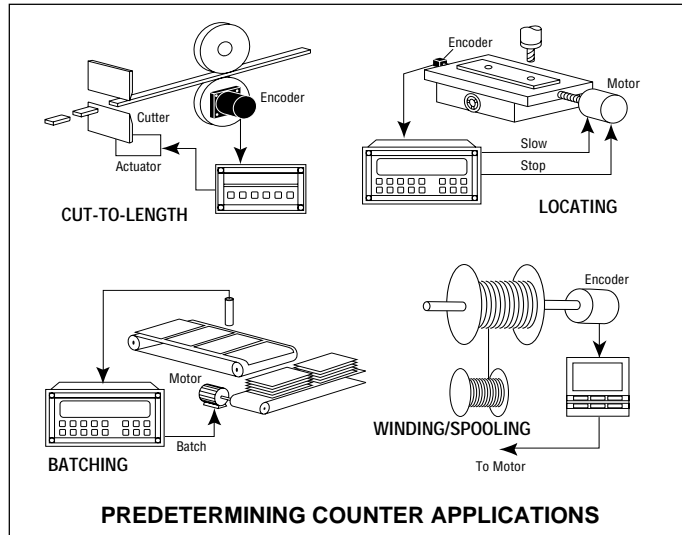 Encoder
Cutter
Actuator
CUT-TO-LENGTH
Encoder
Motor
Slow
Stop
LOCATING
Motor
Batch
BATCHING
Encoder
WINDING/SPOOLING
To Motor
PREDETERMINING COUNTER APPLICATIONS